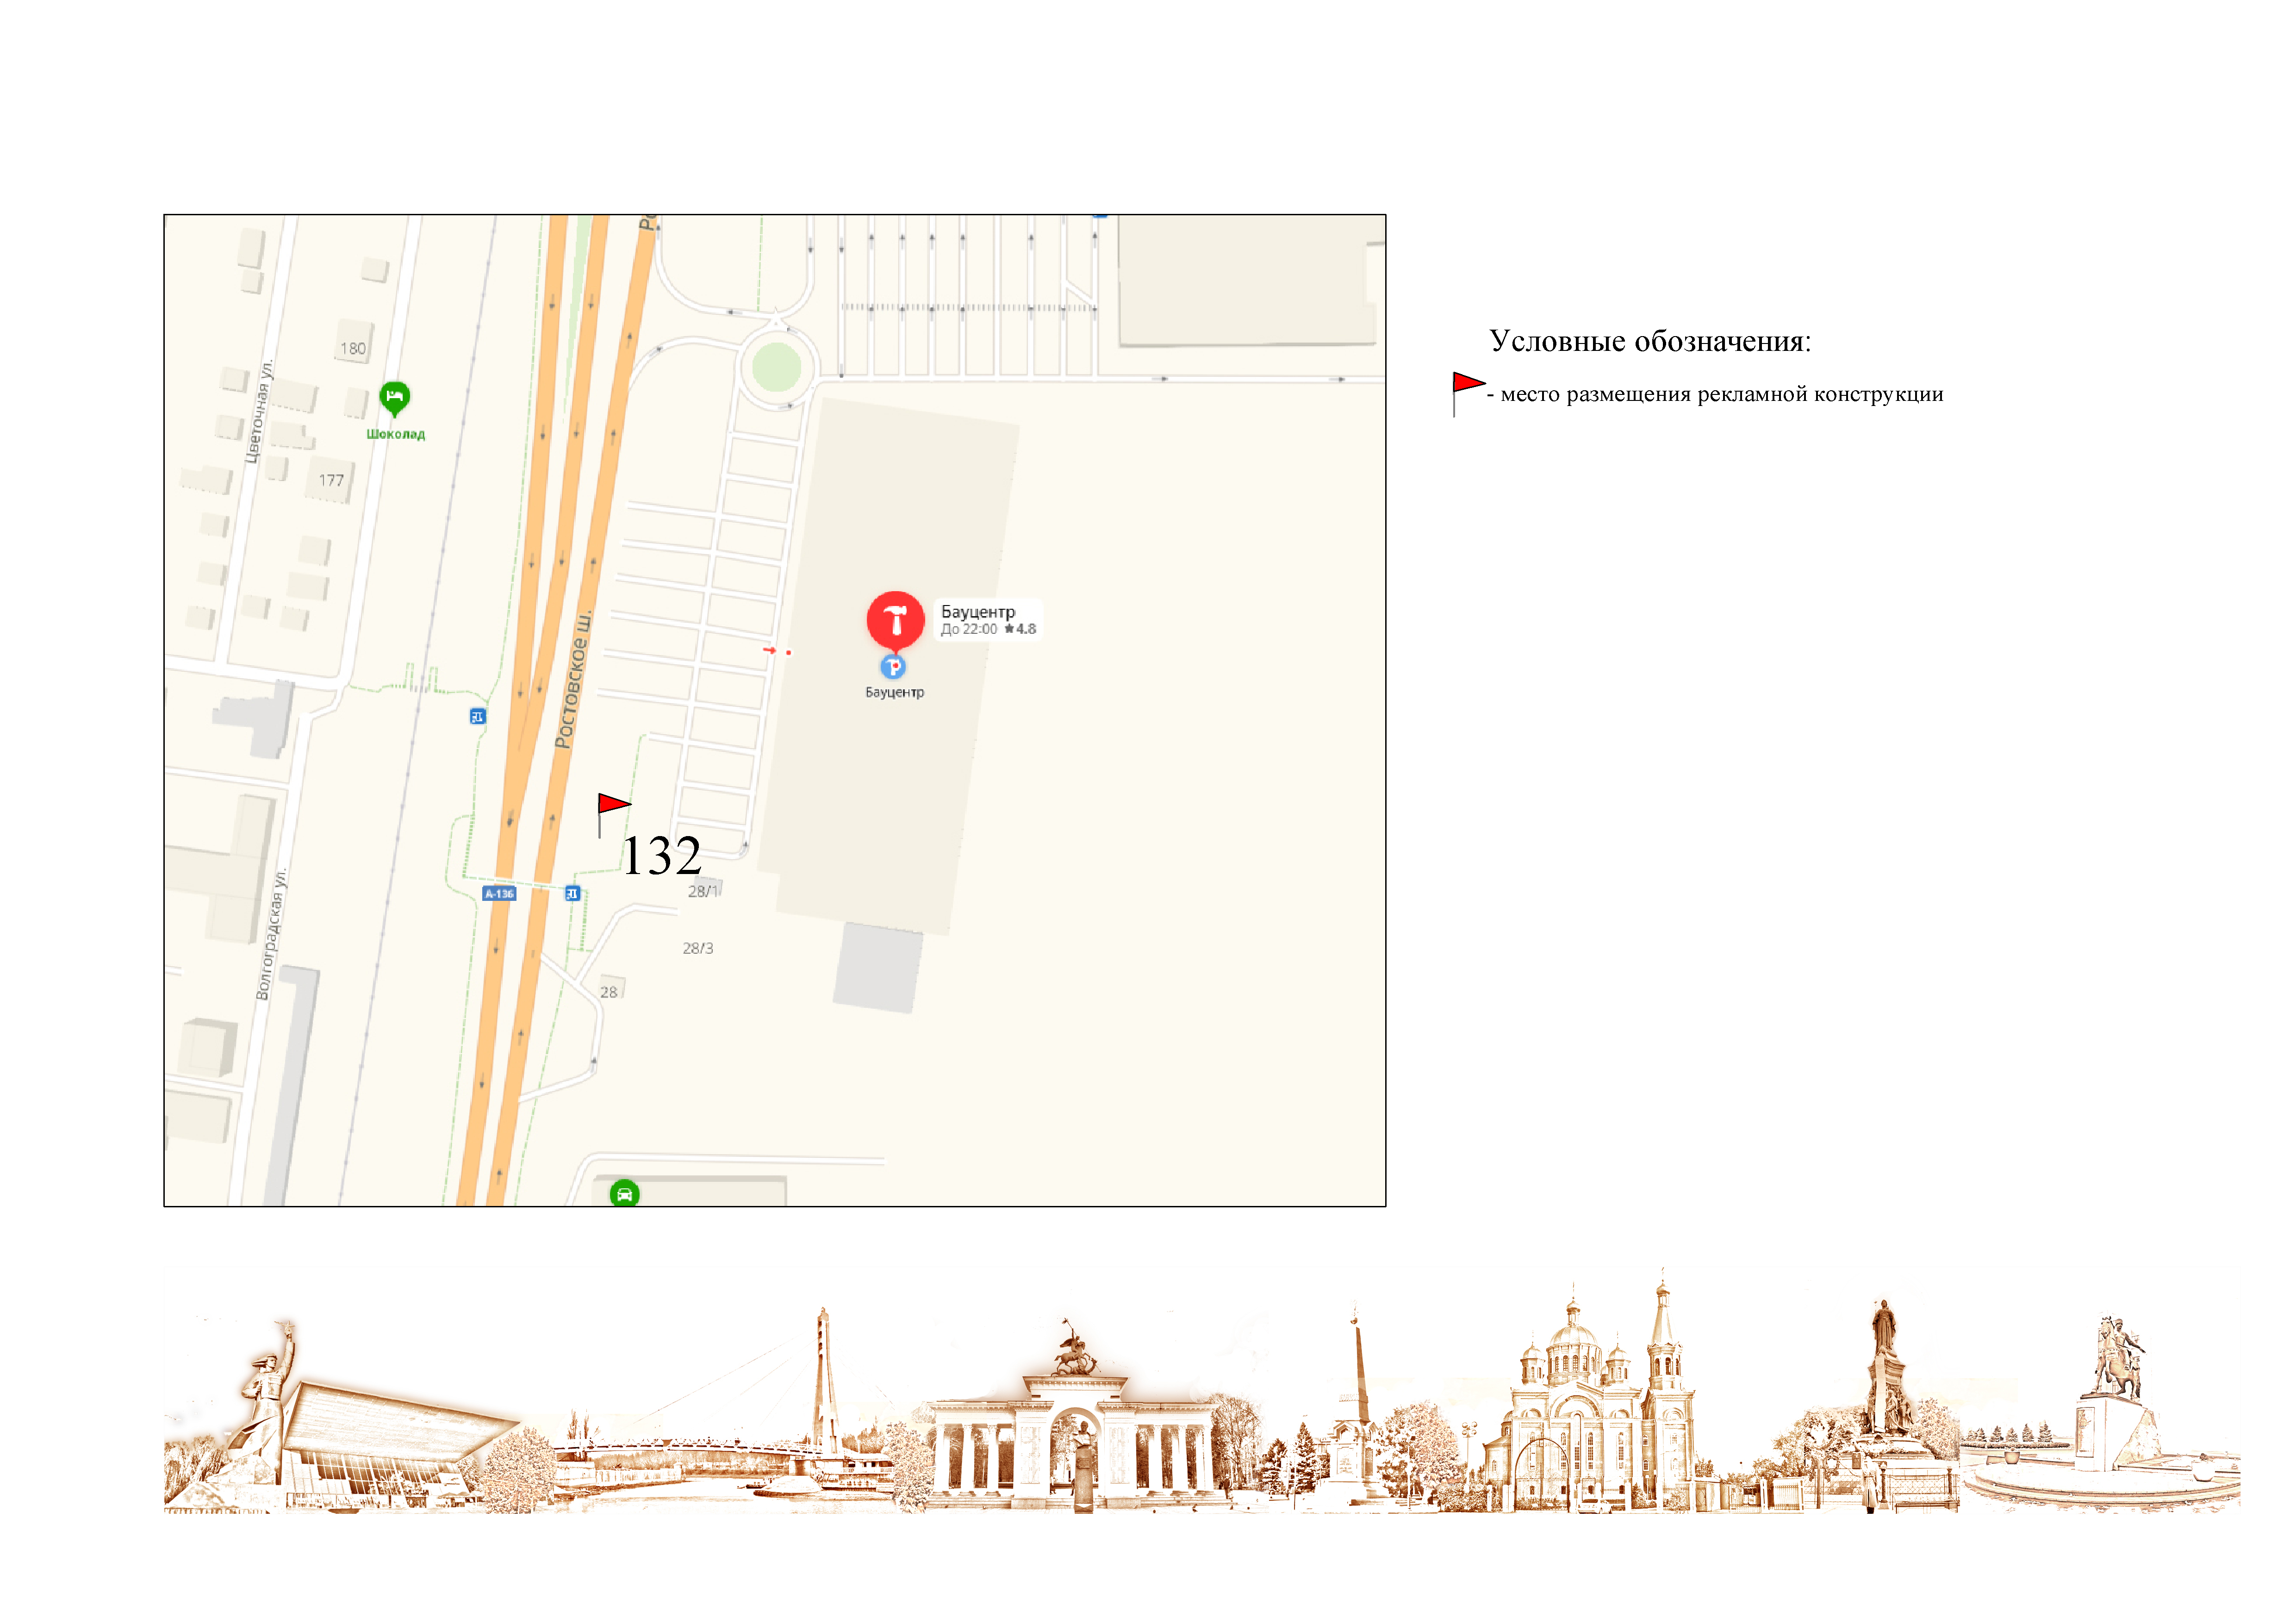 Ро
Условные обозначения:
- место размещения рекламной конструкции
180
Цветочная ул.
Шоколад
177
Бауцентр
До 22:00 ★4.8
Бауцентр
Ростовское ш.
132
А-136
28/1
Волгоградская ул.
28/3
28